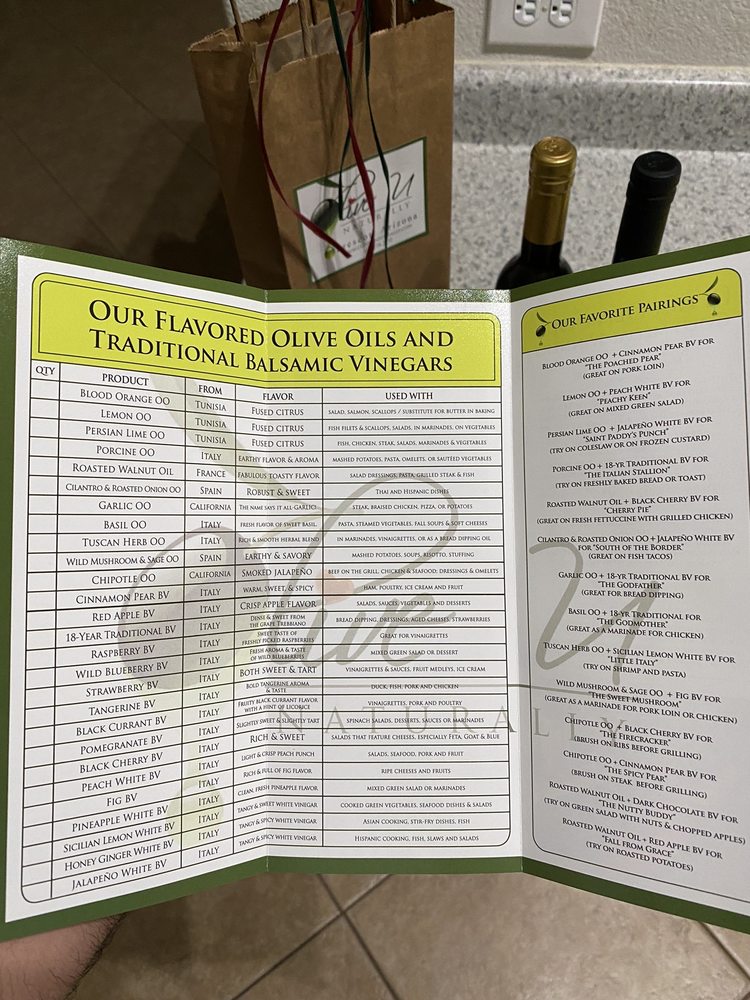 Olive U
NATURALLY
Prescott, Arizona
OUR FLAVORED OLIVE OILS AND
TRADITIONAL BALSAMIC VINEGARS
QTY PRODUCT FROM FLAVOR USED WITH
BLOOD ORANGE OO TUNISIA FUSED CITRUS SALAD, SALMON, SCALLOPS / SUBSTITUTE FOR BUTTER IN BAKING
LEMON OO TUNISIA FUSED CITRUS FISH FILETS & SCALLOPS, SALADS, IN MARINADES, ON VEGETABLES
PERSIAN LIME OO TUNISIA FUSED CITRUS FISH, CHICKEN, STEAK, SALADS, MARINADES & VEGETABLES
PORCINE OO ITALY EARTHY FLAVOR & AROMA MASHED POTATOES, PASTA, OMELETS, OR SAUTÉED VEGETABLES
ROASTED WALNUT OIL FRANCE FABULOUS TOASTY FLAVOR SALAD DRESSINGS, PASTA, GRILLED STEAK & FISH
CILANTRO & ROASTED ONION OO SPAIN ROBUST & SWEET THAI AND HISPANIC DISHES
GARLIC OO CALIFORNIA THE NAME SAYS IT ALL-GARLIC! STEAK, BRAISED CHICKEN, PIZZA, OR POTATOES
BASIL OO ITALY FRESH FLAVOR OF SWEET BASIL PASTA, STEAMED VEGETABLES, FALL SOUPS & SOFT CHEESES
TUSCAN HERB OO ITALY RICH & SMOOTH HERBAL BLEND IN MARINADES, VINAIGRETTES, OR AS A BREAD DIPPING OIL
WILD MUSHROOM & SAGE OO SPAIN EARTHY & SAVORY MASHED POTATOS, SOUPS, RISOTTO, STUFFING
CHIPOTLE OO CALIFORNIA SMOKED JALAPEÑO BEEF ON THE GRILL, CHICKEN & SEAFOOD, DRESSINGS & OMELETS
CINNAMON PEAR BV ITALY WARM, SWEET, & SPICY HAM, POULTRY, ICE CREAM AND FRUIT
RED APPLE BV ITALY CRISP APPLE FLAVOR SALADS, SAUCES, VEGETABLES AND DESSERTS
18-YEAR TRADITIONAL BV ITALY DENSE & SWEET FROM THE GRAPE TREBBIANO BREAD DIPPING, DRESSINGS, AGED CHEESES, STRAWBERRIES
RASPBERRY BV ITALY SWEET TASTE OF FRESHLY PICKED RASPBERRIES GREAT FOR VINAIGRETTES
WILD BLUEBERRY BV ITALY FRESH AROMA & TASTE OF WILD BLUEBERRIES MIXED GREEN SALAD OR DESSERT
STRAWBERRY BV ITALY BOTH SWEET & TART VINAIGRETTES & SAUCES, FRUIT MEDLEYS, ICE CREAM
TANGERINE BV ITALY BOLD TANGERINE AROMA & TASTE DUCK, FISH, PORK AND CHICKEN
BLACK CURRANT BV ITALY FRUITY BLACK CURRANT FLAVOR WITH A HINT OF LICORICE VINAIGRETTES, PORK AND POULTRY
POMEGRANATE BV ITALY SLIGHTLY SWEET & SLIGHTLY TART SPINACH SALADS, DESSERTS, SAUCES OR MARINADES
BLACK CHERRY BV ITALY RICH & SWEET SALADS THAT FEATURE CHEESES, ESPECIALLY FETA, GOAT & BLUE
PEACH WHITE BV ITALY LIGHT & CRISP PEACH PUNCH SALADS, SEAFOOD, PORK AND FRUIT
FIG BV ITALY RICH & FULL OF FIG FLAVOR RIPE CHEESES AND FRUITS
PINEAPPLE WHITE BV ITALY CLEAN, FRESH PINEAPPLE FLAVOR MIXED GREEN SALAD OR MARINADES
SICILIAN LEMON WHITE BV ITALY TANGY & SWEET WHITE VINEGAR COOKED GREEN VEGETABLES, SEAFOOD DISHES & SALADS
HONEY GINGER WHITE BV ITALY TANGY & SPICY WHITE VINEGAR ASIAN COOKING, STIR-FRY DISHES, FISH
JALAPEÑO WHITE BV ITALY TANGY & SPICY WHITE VINEGAR HISPANIC COOKING, FISH, SLAWS AND SALADS
Olive U
NATURALLY
OUR FAVORITE PAIRINGS
BLOOD ORANGE OO + CINNAMON PEAR BV FOR
"THE POACHED PEAR"
(GREAT ON PORK LOIN)
LEMON OO + PEACH WHITE BV FOR
"PEACHY KEEN"
(GREAT ON MIXED GREEN SALAD)
PERSIAN LIME OO + JALAPEÑO WHITE BV FOR
"SAINT PADDY'S PUNCH"
(TRY ON COLESLAW OR ON FROZEN CUSTARD)
PORCINE OO + 18-YR TRADITIONAL BV FOR
"THE ITALIAN STALLION"
(TRY ON FRESHLY BAKED BREAD OR TOAST)
ROASTED WALNUT OIL + BLACK CHERRY BV FOR
"CHERRY PIE"
(GREAT ON FRESH FETTUCCINE WITH GRILLED CHICKEN)
CILANTRO & ROASTED ONION OO + JALAPEÑO WHITE BV
FOR "SOUTH OF THE BORDER"
(GREAT ON FISH TACOS)
GARLIC OO + 18-YR TRADITIONAL BV FOR
"THE GODFATHER"
(GREAT FOR BREAD DIPPING)
BASIL OO + 18-YR TRADITIONAL FOR
"THE GODMOTHER"
(GREAT AS A MARINADE FOR CHICKEN)
TUSCAN HERB OO + SICILIAN LEMON WHITE BV FOR
"LITTLE ITALY"
(TRY ON SHRIMP AND PASTA)
WILD MUSHROOM & SAGE OO + FIG BV FOR
"THE SWEET MUSHROOM"
(GREAT AS A MARINADE FOR PORK LOIN OR CHICKEN)
CHIPOTLE OO + BLACK CHERRY BV FOR
"THE FIRECRACKER"
(BRUSH ON RIBS BEFORE GRILLING)
CHIPOTLE OO + CINNAMON PEAR BV FOR
"THE SPICY PEAR"
(BRUSH ON STEAK BEFORE GRILLING)
ROASTED WALNUT OIL + DARK CHOCOLATE BV FOR
"THE NUTTY BUDDY"
(TRY ON GREEN SALAD WITH NUTS & CHOPPED APPLES)
ROASTED WALNUT OIL + RED APPLE BV FOR
"FALL FROM GRACE"
(TRY ON ROASTED POTATOES)